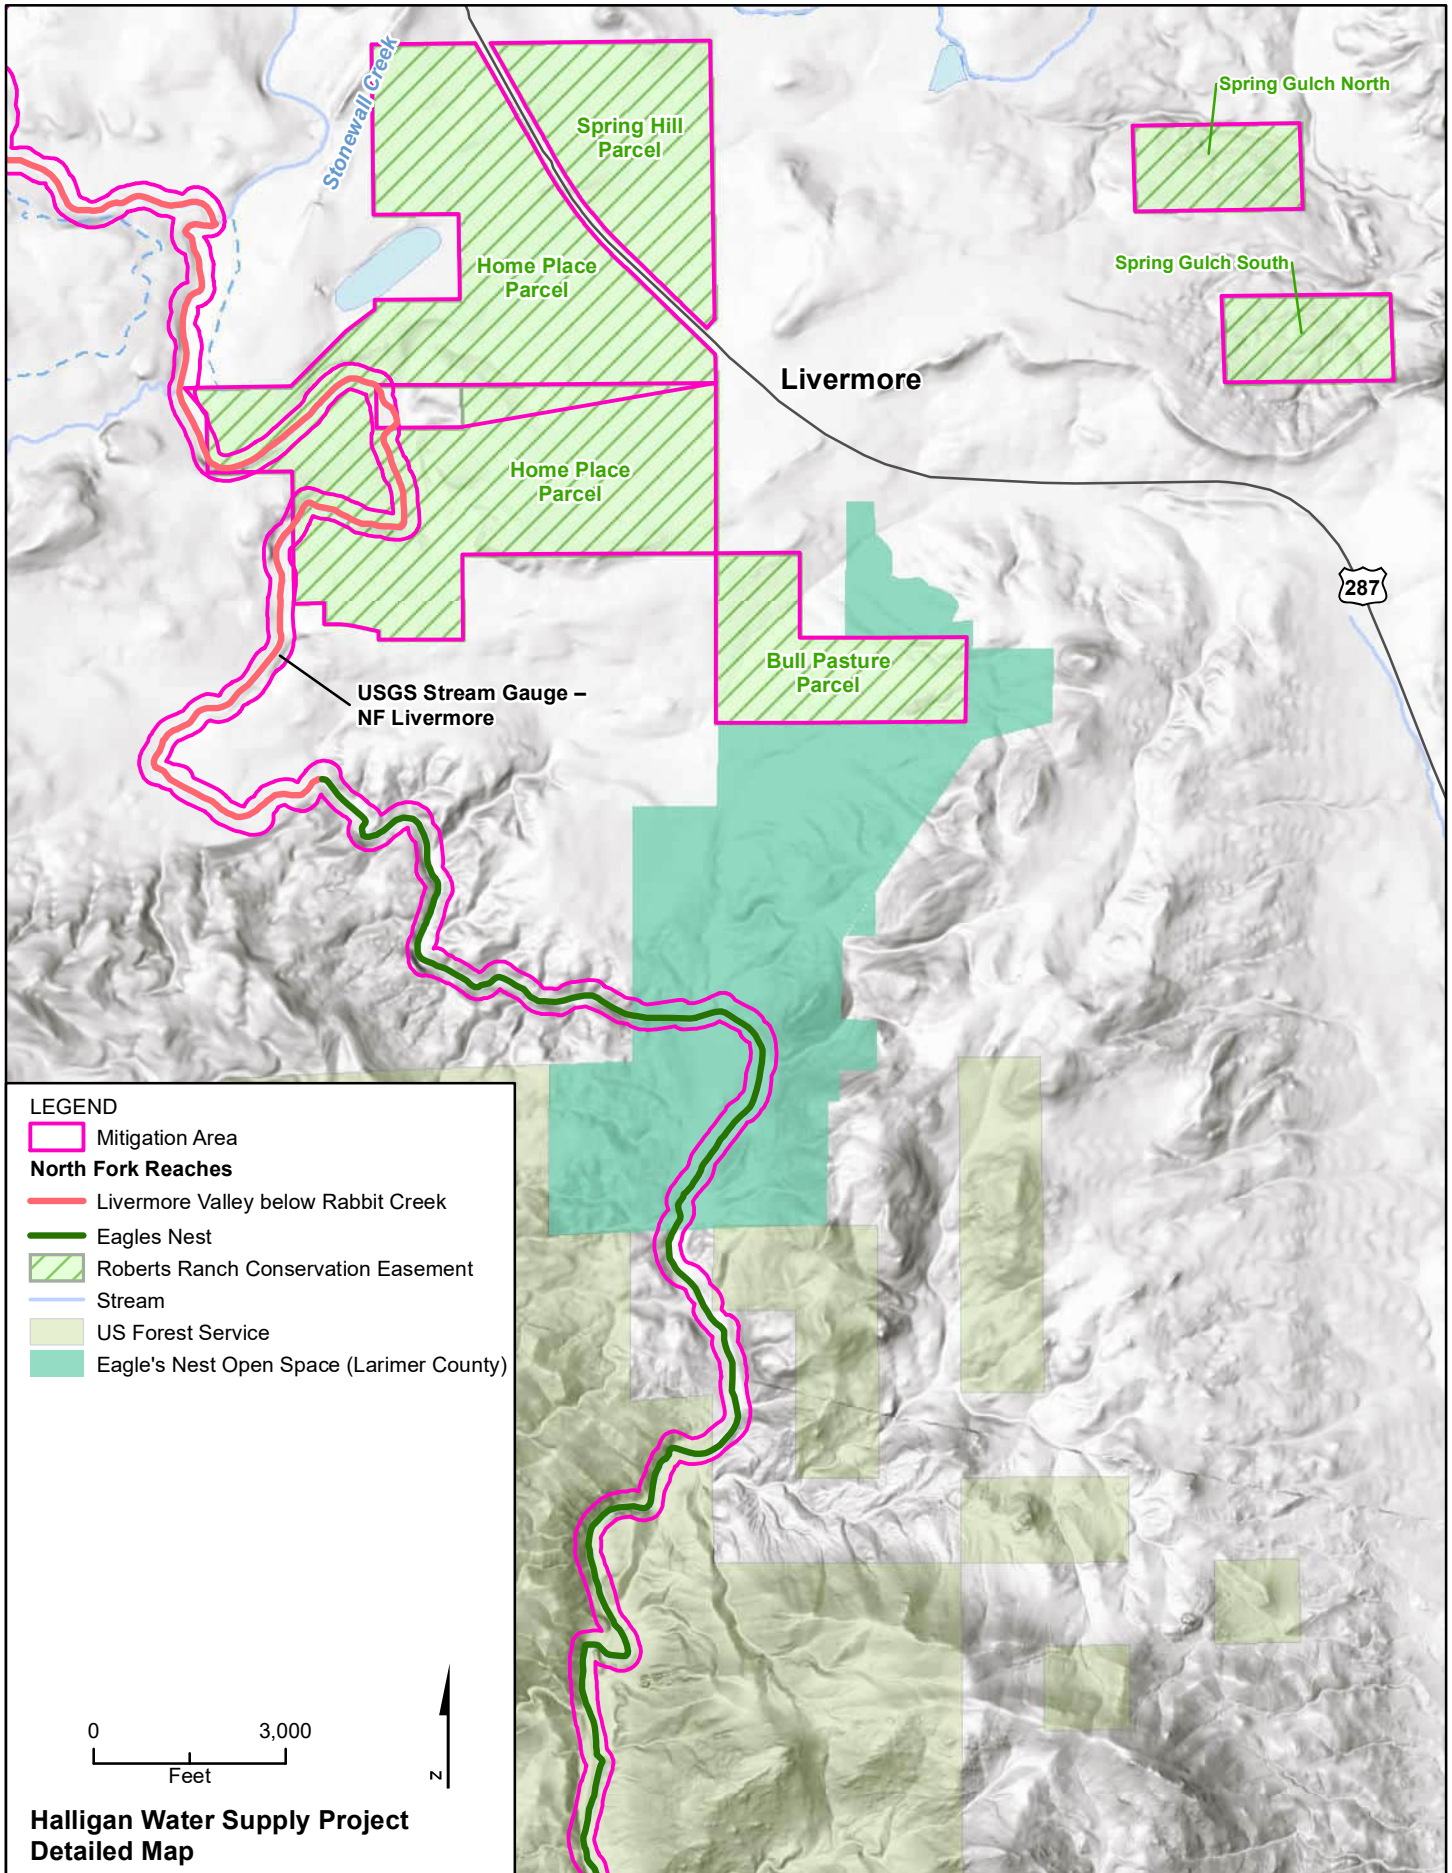 Stonewall Creek
Spring Hill
Parcel
Spring Gulch North
Home Place
Parcel
Spring Gulch South
Livermore
Home Place
Parcel
287
Bull Pasture
Parcel
USGS Stream Gauge –
NF Livermore
LEGEND
Mitigation Area
North Fork Reaches
Livermore Valley below Rabbit Creek
Eagles Nest
Roberts Ranch Conservation Easement
Stream
US Forest Service
Eagle's Nest Open Space (Larimer County)
0 3,000
Feet
N
Halligan Water Supply Project
Detailed Map